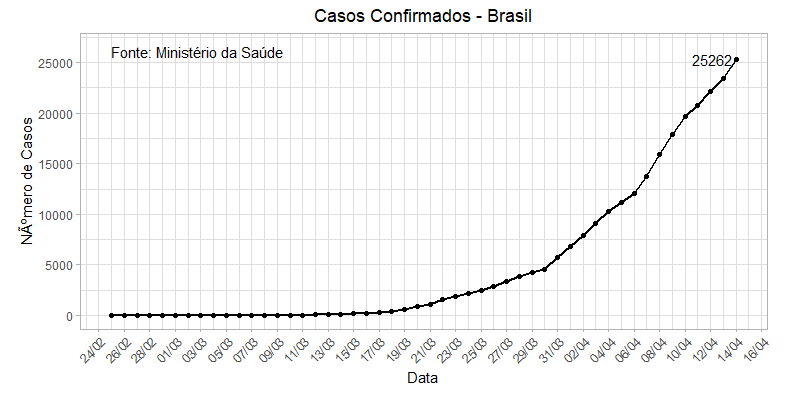 Casos Confirmados - Brasil
Fonte: Ministério da Saúde
25262
NÃºmero de Casos
25000
20000
15000
10000
5000
0
24/02 26/02 28/02 01/03 03/03 05/03 07/03 09/03 11/03 13/03 15/03 17/03 19/03 21/03 23/03 25/03 27/03 29/03 31/03 02/04 04/04 06/04 08/04 10/04 12/04 14/04 16/04
Data